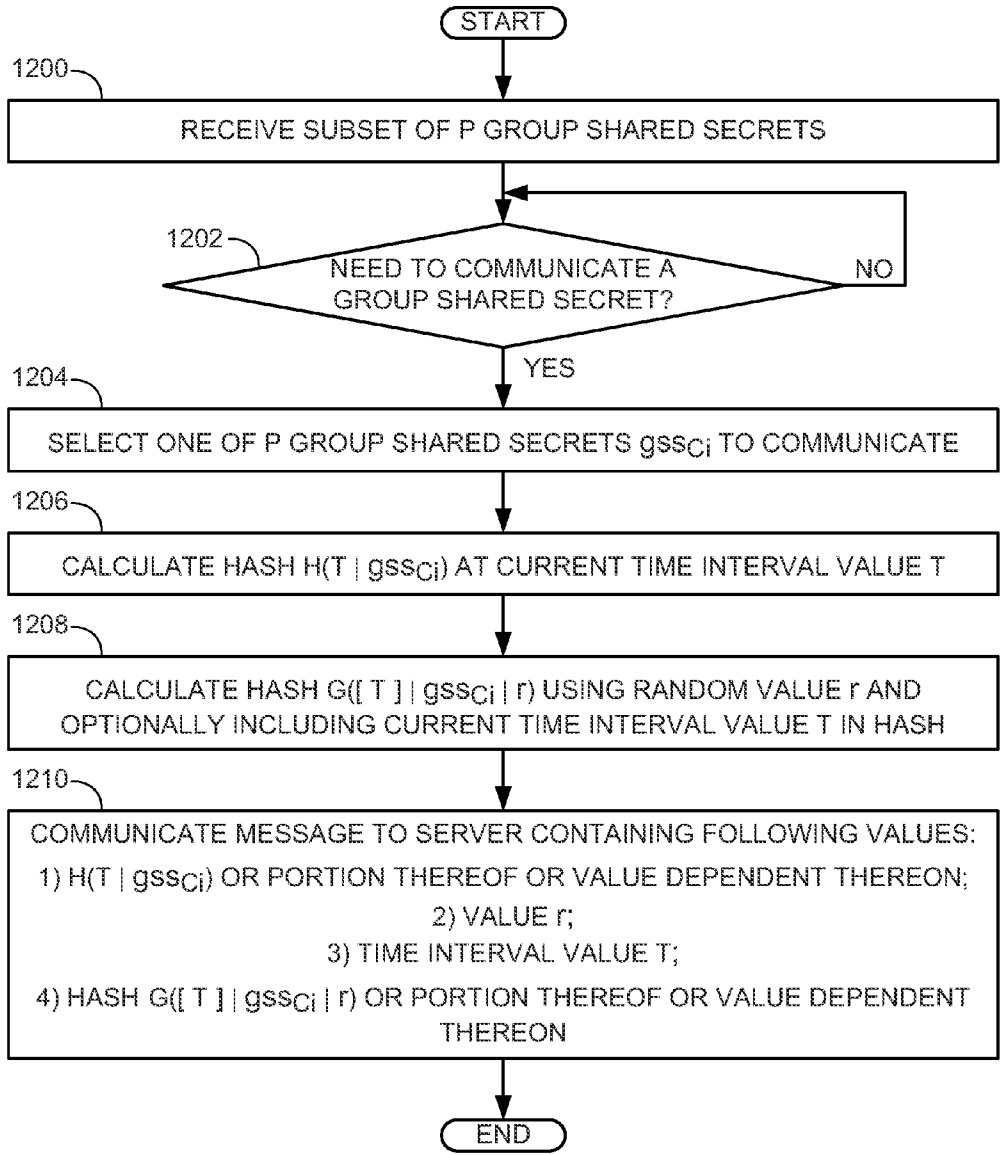 START
1200
RECEIVE SUBSET OF P GROUP SHARED SECRETS
1202
NEED TO COMMUNICATE A
GROUP SHARED SECRET?
NO
YES
1204
SELECT ONE OF P GROUP SHARED SECRETS gssCi TO COMMUNICATE
1206
CALCULATE HASH H(T | gssCi) AT CURRENT TIME INTERVAL VALUE T
1208
CALCULATE HASH G([ T ] | gssCi | r) USING RANDOM VALUE r AND
OPTIONALLY INCLUDING CURRENT TIME INTERVAL VALUE T IN HASH
1210
COMMUNICATE MESSAGE TO SERVER CONTAINING FOLLOWING VALUES:
1) H(T | gssCi) OR PORTION THEREOF OR VALUE DEPENDENT THEREON;
2) VALUE r;
3) TIME INTERVAL VALUE T;
4) HASH G([ T ] | gssCi | r) OR PORTION THEREOF OR VALUE DEPENDENT
THEREON
END